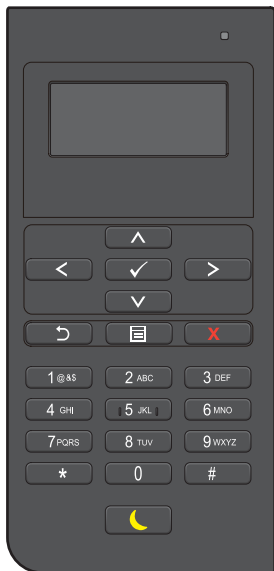 X
1 @&$ 2 ABC 3 DEF
4 GHI 5 JKL 6 MNO
7 PQRS 8 TUV 9 WXYZ
* 0 #